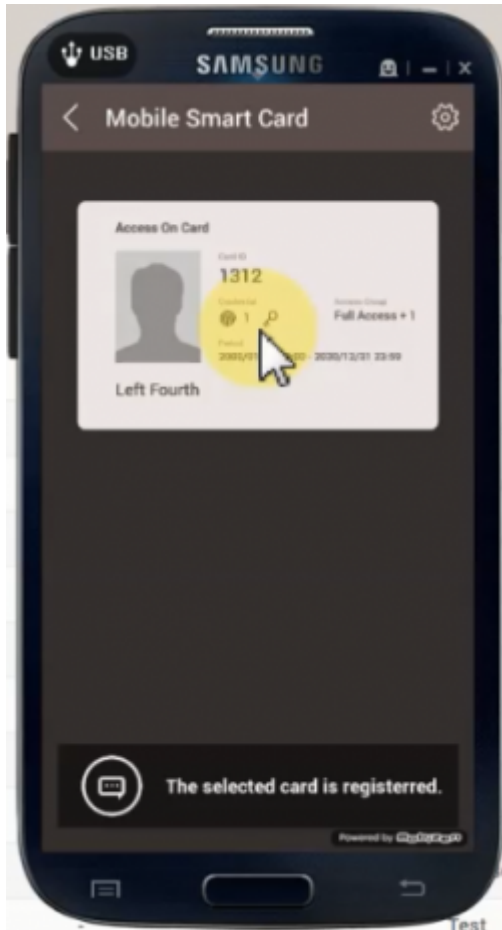 USB
SAMSUNG
Mobile Smart Card
Access On Card
Card ID
1312
Credential
Access Group
1
Full Access + 1
Period
- 2030/12/31 23:59
Left Fourth
The selected card is registerred.
Powered by
Test